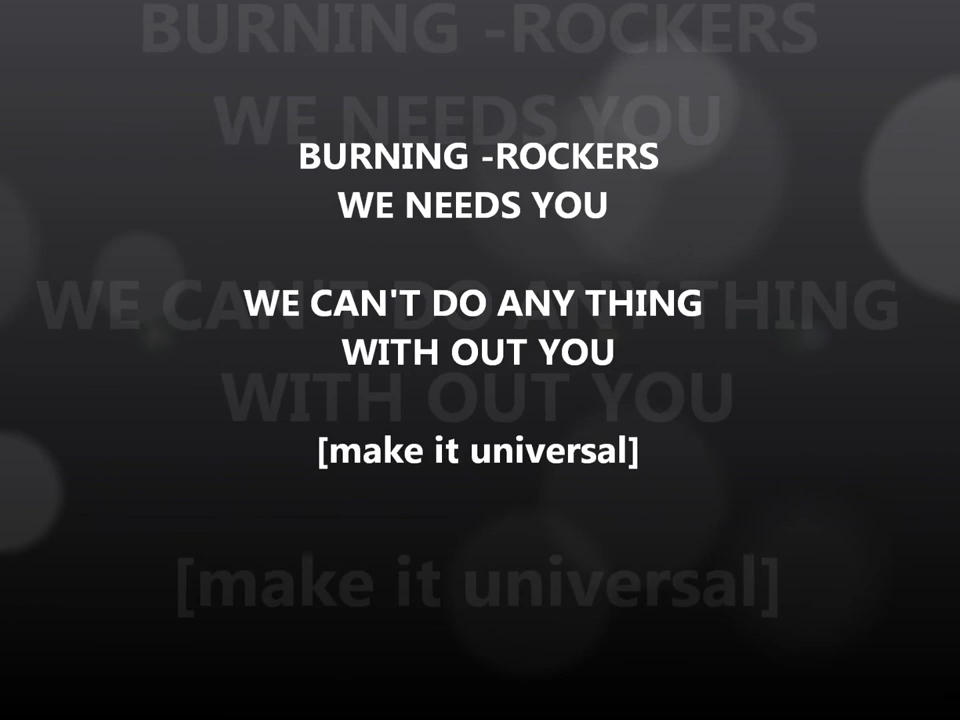 BURNING -ROCKERS
WE NEEDS YOU
WE CAN'T DO ANY THING
WITH OUT YOU
[make it universal]